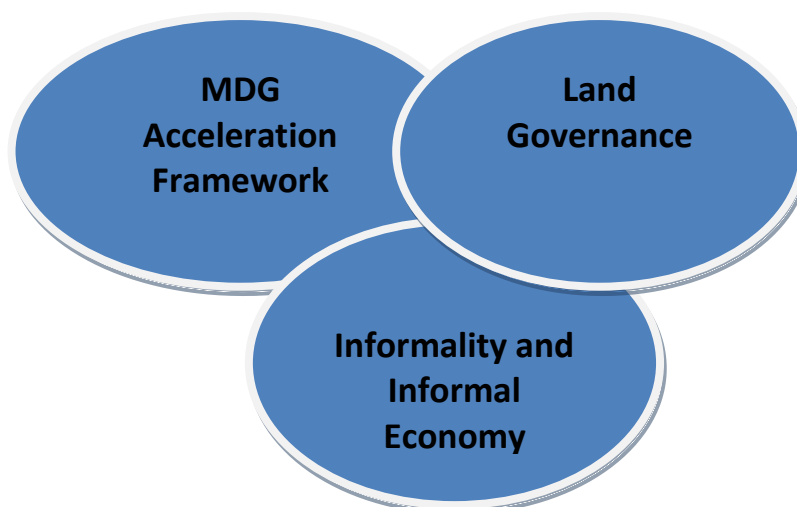 MDG
Acceleration
Framework
Land
Governance
Informality and
Informal
Economy